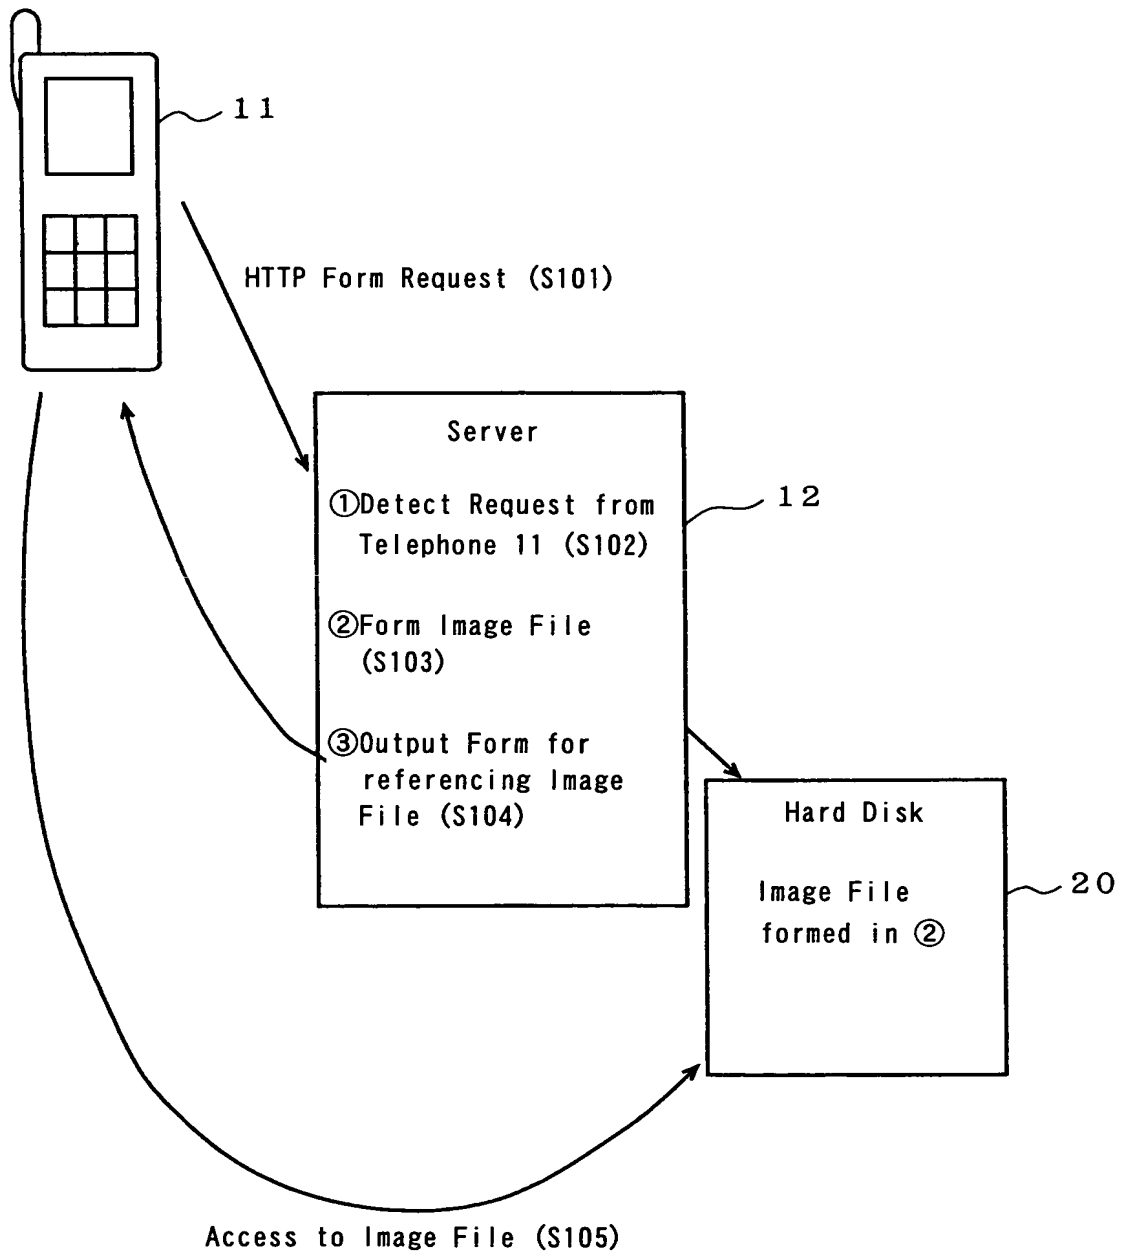 11
HTTP Form Request (S101)
Server
①Detect Request from
Telephone 11 (S102)
12
②Form Image File
(S103)
③Output Form for
referencing Image
File (S104)
Hard Disk
20
Image File
formed in ②
Access to Image File (S105)